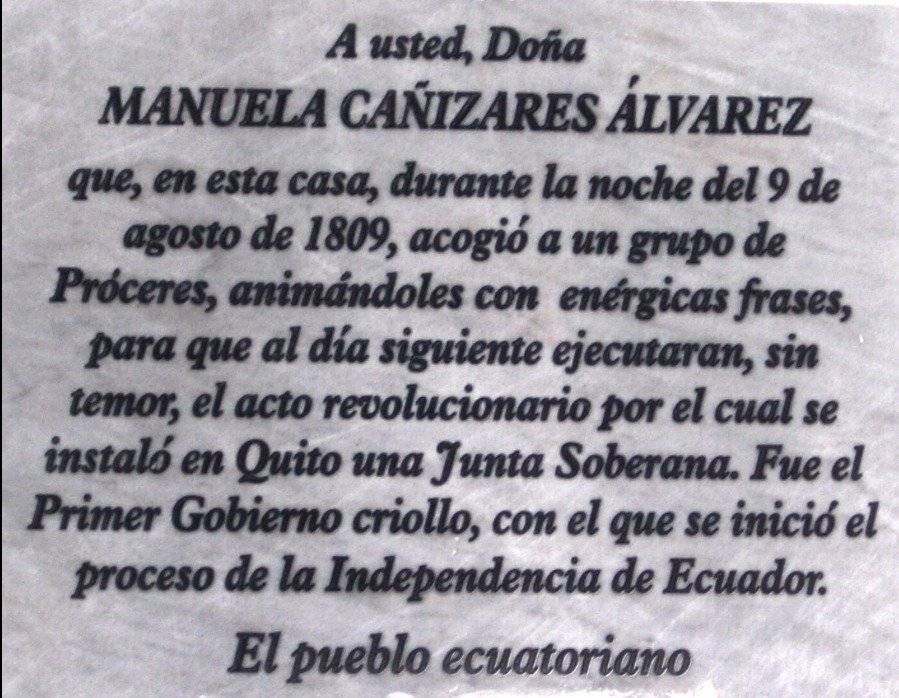 A usted, Doña
MANUELA CAÑIZARES ÁLVAREZ
que, en esta casa, durante la noche del 9 de
agosto de 1809, acogió a un grupo de
Próceres, animándoles con enérgicas frases,
para que al día siguiente ejecutaran, sin
temor, el acto revolucionario por el cual se
instaló en Quito una Junta Soberana. Fue el
Primer Gobierno criollo, con el que se inició el
proceso de la Independencia de Ecuador.
El pueblo ecuatoriano